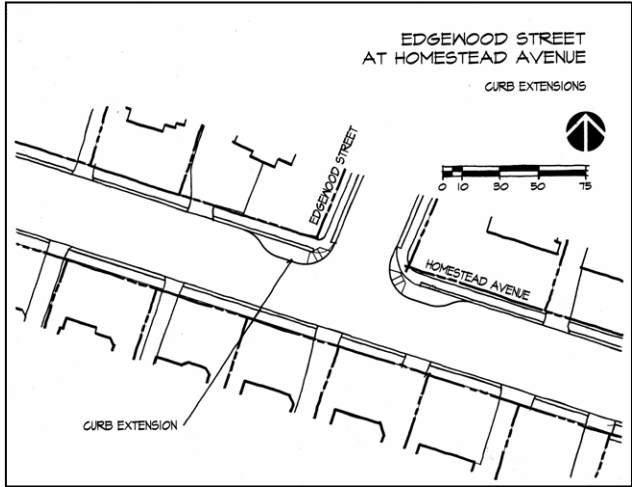 EDGEWOOD STREET
AT HOMESTEAD AVENUE
CURB EXTENSIONS
0 10 30 50 75
EDGEWOOD STREET
HOMESTEAD AVENUE
CURB EXTENSION